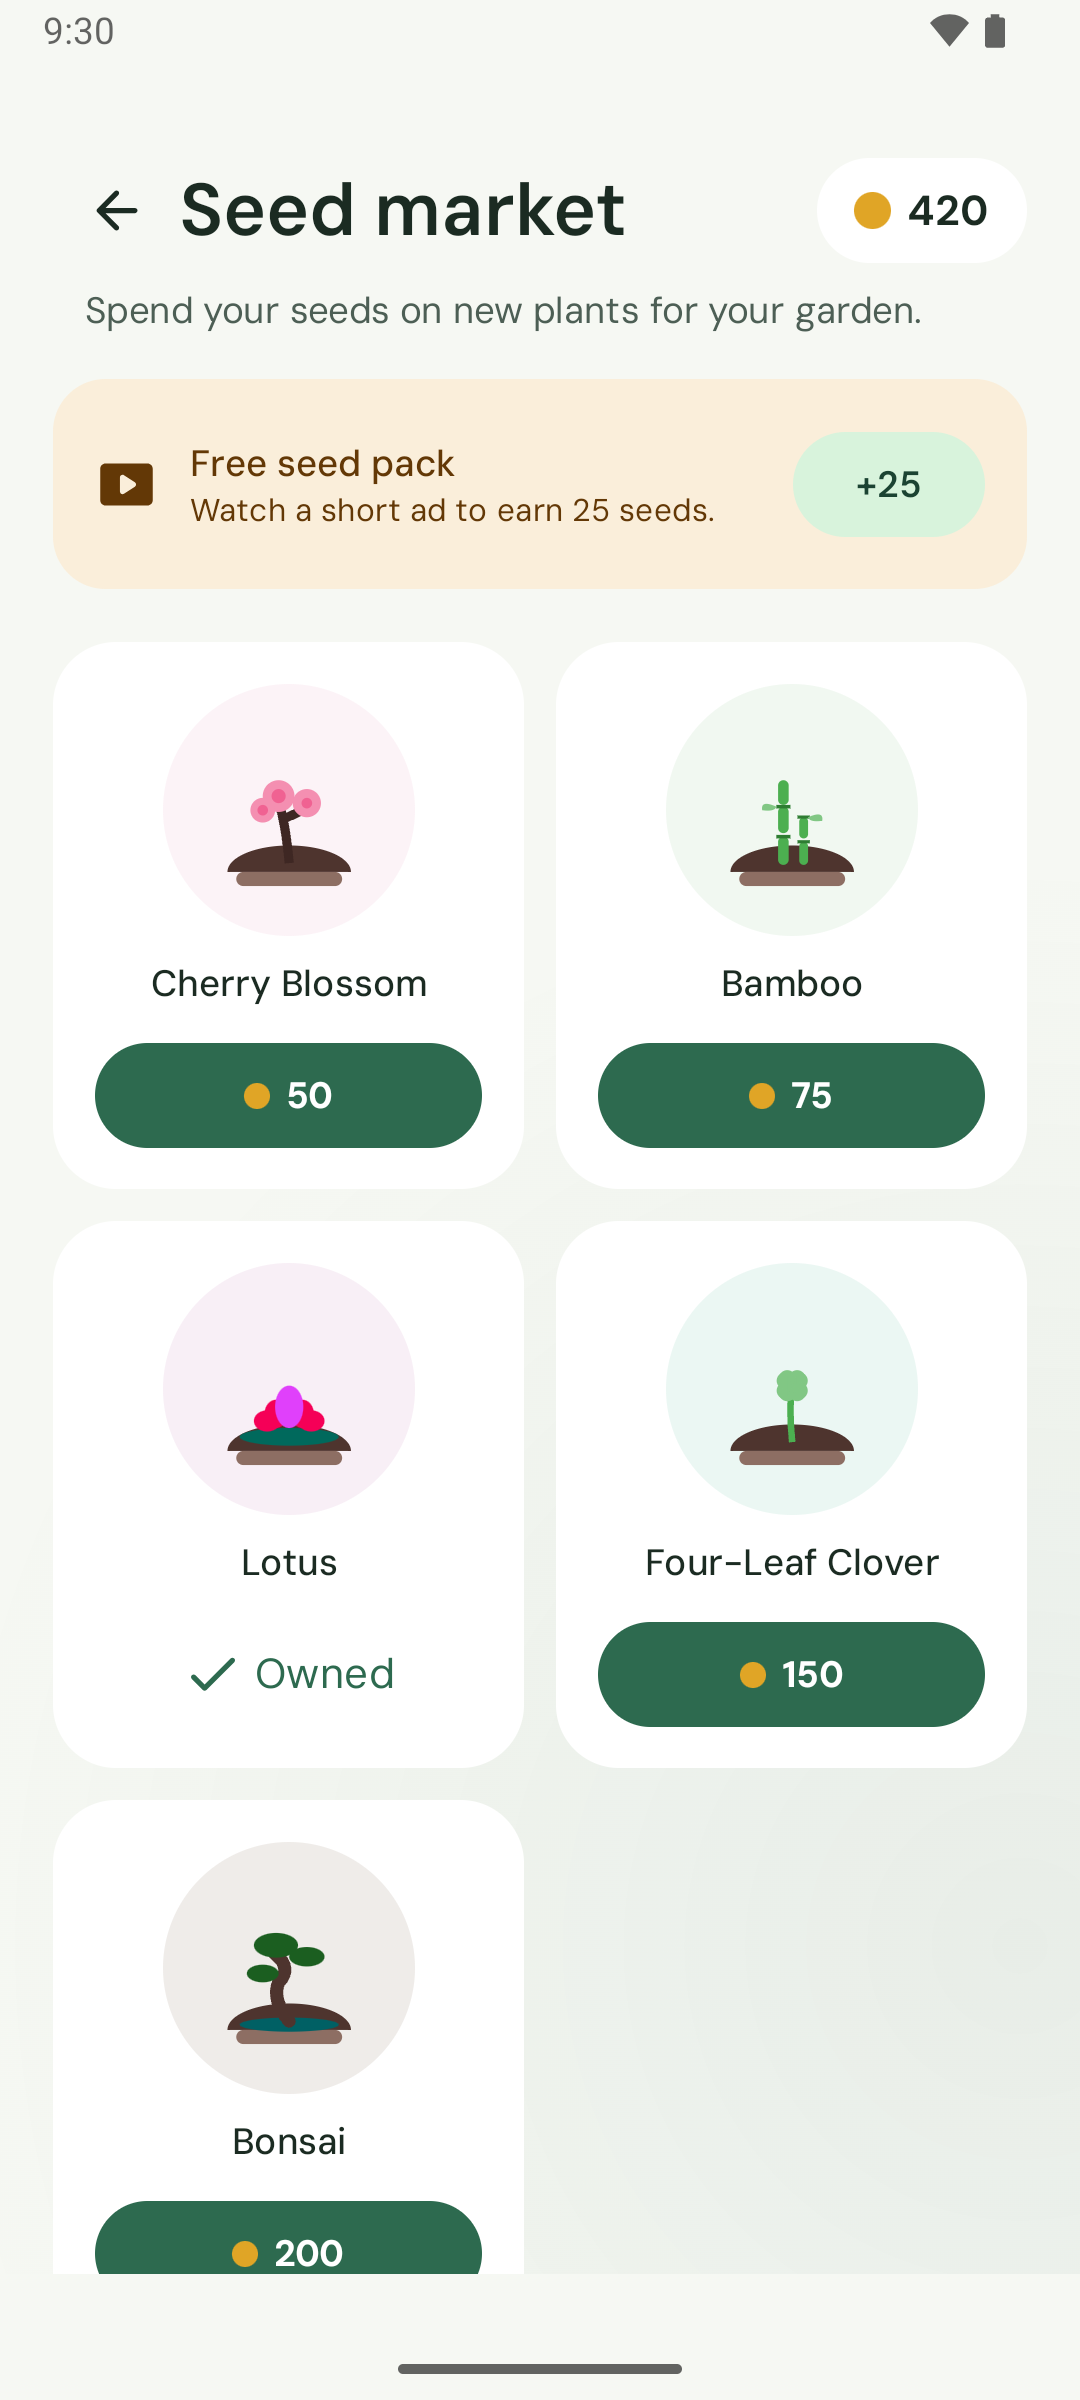 9:30
Seed market
420
Spend your seeds on new plants for your garden.
Free seed pack
Watch a short ad to earn 25 seeds.
+25
Cherry Blossom
50
Bamboo
75
Lotus
Owned
Four-Leaf Clover
150
Bonsai
200